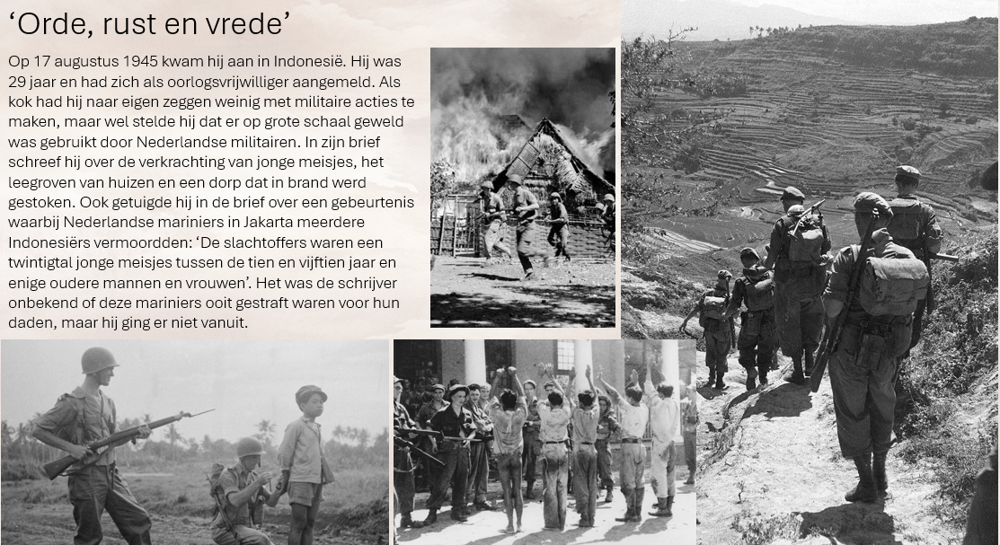 ‘Orde, rust en vrede’
Op 17 augustus 1945 kwam hij aan in Indonesië. Hij was
29 jaar en had zich als oorlogsvrijwilliger aangemeld. Als
kok had hij naar eigen zeggen weinig met militaire acties te
maken, maar wel stelde hij dat er op grote schaal geweld
was gebruikt door Nederlandse militairen. In zijn brief
schreef hij over de verkrachting van jonge meisjes, het
leegroven van huizen en een dorp dat in brand werd
gestoken. Ook getuigde hij in de brief over een gebeurtenis
waarbij Nederlandse mariniers in Jakarta meerdere
Indonesiërs vermoordden: ‘De slachtoffers waren een
twintigtal jonge meisjes tussen de tien en vijftien jaar en
enige oudere mannen en vrouwen’. Het was de schrijver
onbekend of deze mariniers ooit gestraft waren voor hun
daden, maar hij ging er niet vanuit.